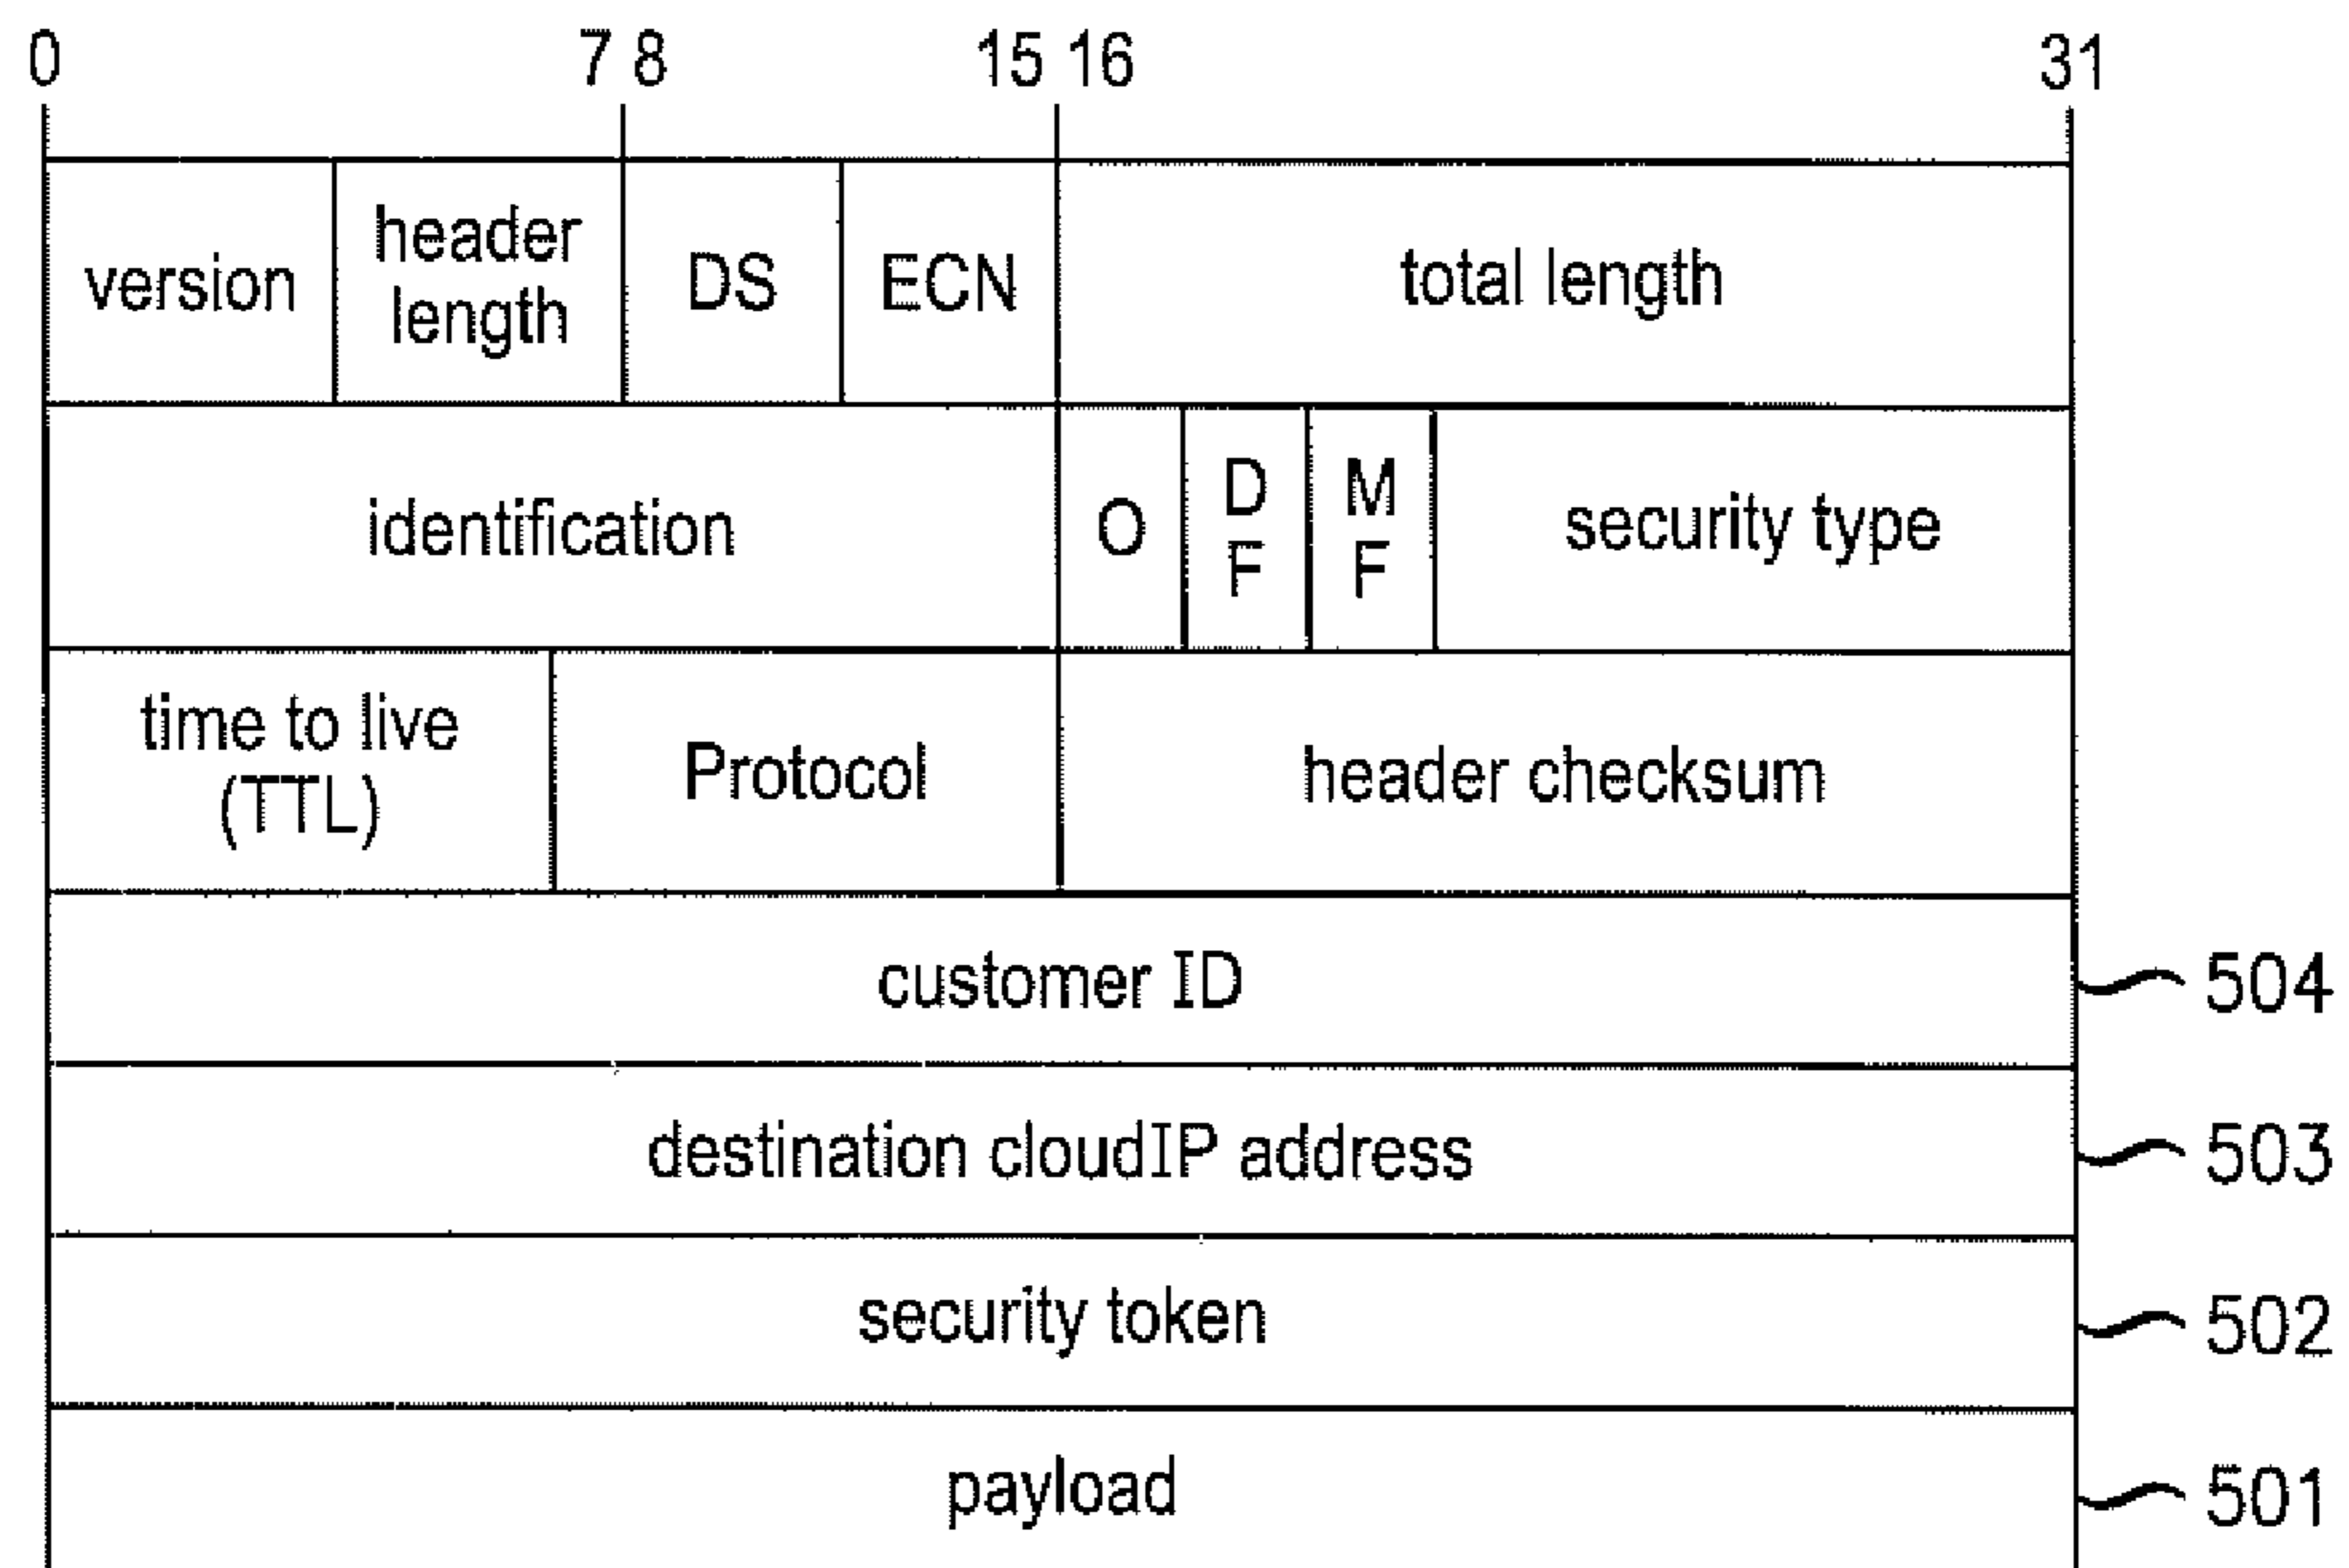 0 7 8 15 16 31
version header length DS ECN total length
identification O D F M F security type
time to live (TTL) Protocol header checksum
customer ID 504
destination cloudIP address 503
security token 502
payload 501